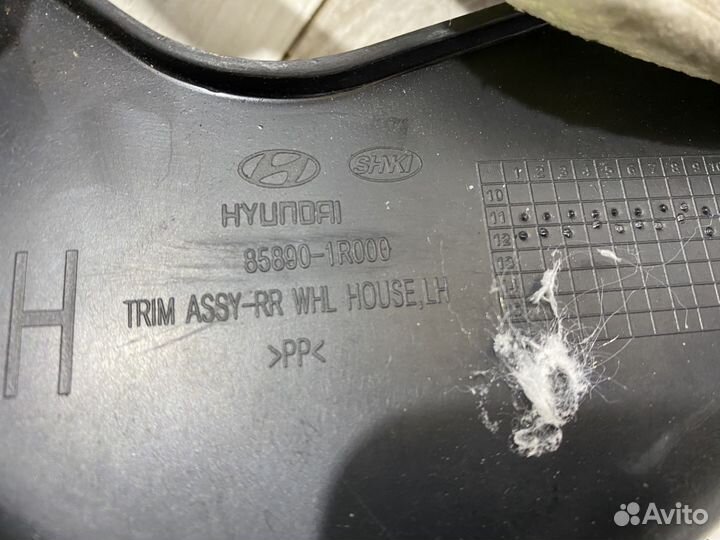 SHKI
HYUNDAI
85890-1R000
TRIM ASSY-RR WHL HOUSE,LH
>PP<
H
1 2 3 4 5 6 7 8 9
10
11
12
13
Avito